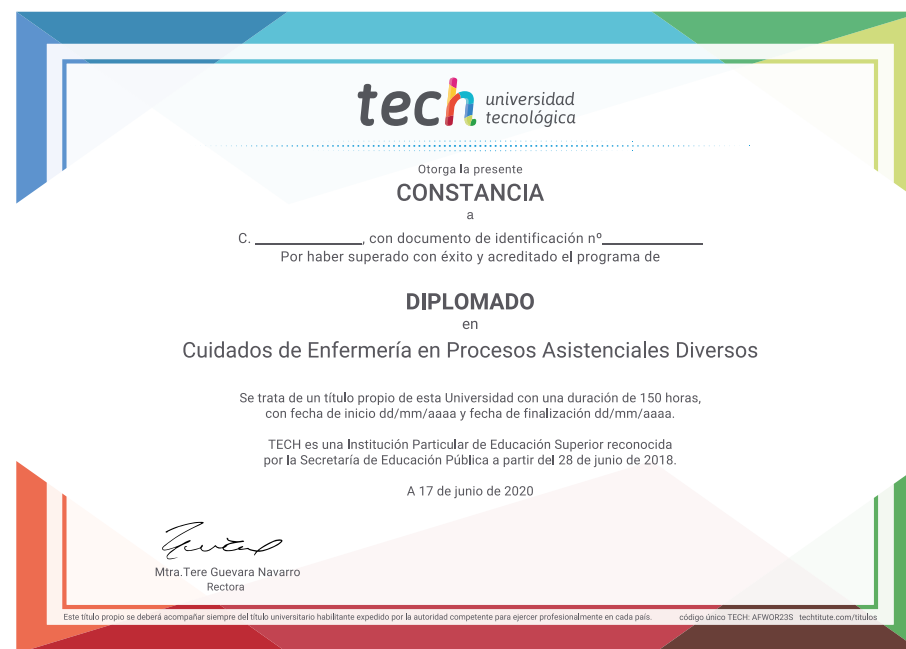 tech universidad
tecnológica
Otorga la presente
CONSTANCIA
a
C. ______________, con documento de identificación nº_____________
Por haber superado con éxito y acreditado el programa de
DIPLOMADO
en
Cuidados de Enfermería en Procesos Asistenciales Diversos
Se trata de un título propio de esta Universidad con una duración de 150 horas,
con fecha de inicio dd/mm/aaaa y fecha de finalización dd/mm/aaaa.
TECH es una Institución Particular de Educación Superior reconocida
por la Secretaría de Educación Pública a partir del 28 de junio de 2018.
A 17 de junio de 2020
Mtra.Tere Guevara Navarro
Rectora
Este título propio se deberá acompañar siempre del título universitario habilitante expedido por la autoridad competente para ejercer profesionalmente en cada país. código único TECH: AFWOR23S techtitute.com/titulos